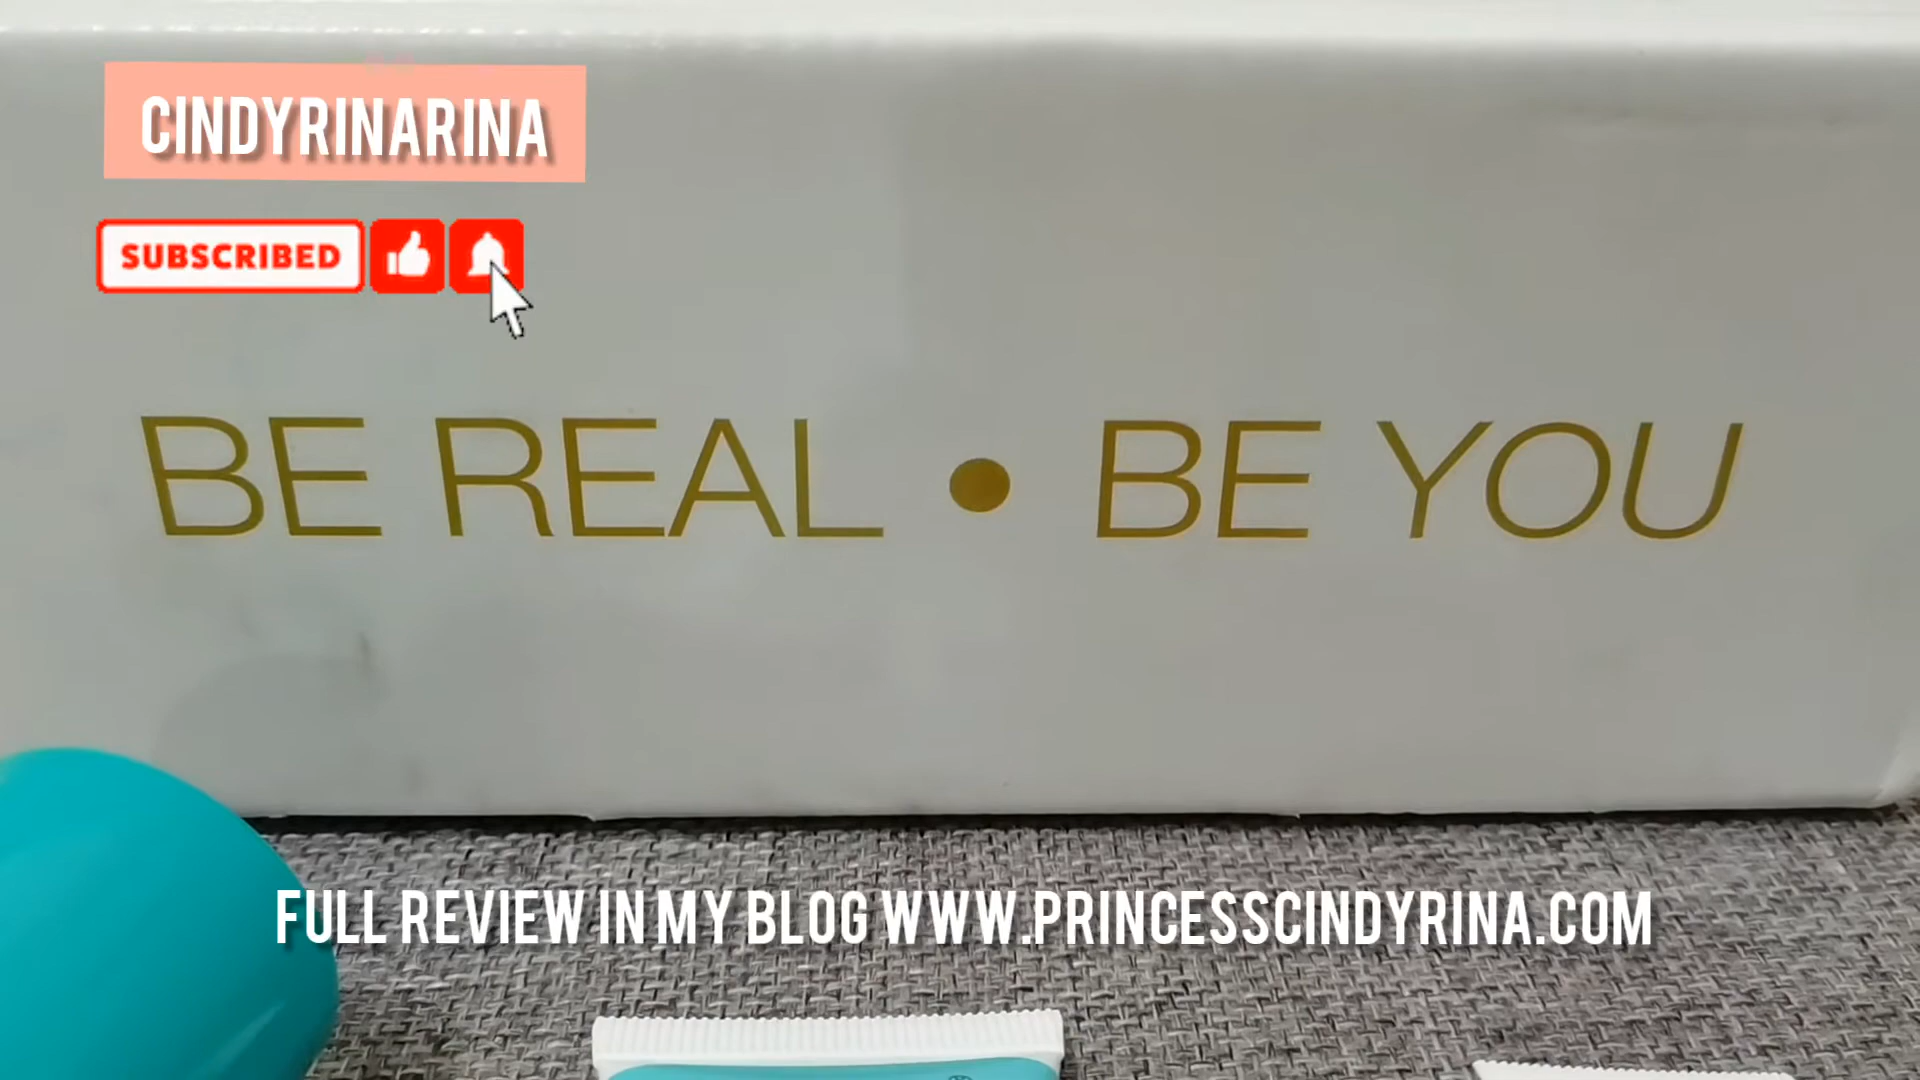 CINDYRINARINA
SUBSCRIBED
BE REAL • BE YOU
FULL REVIEW IN MY BLOG WWW.PRINCESSCINDYRINA.COM